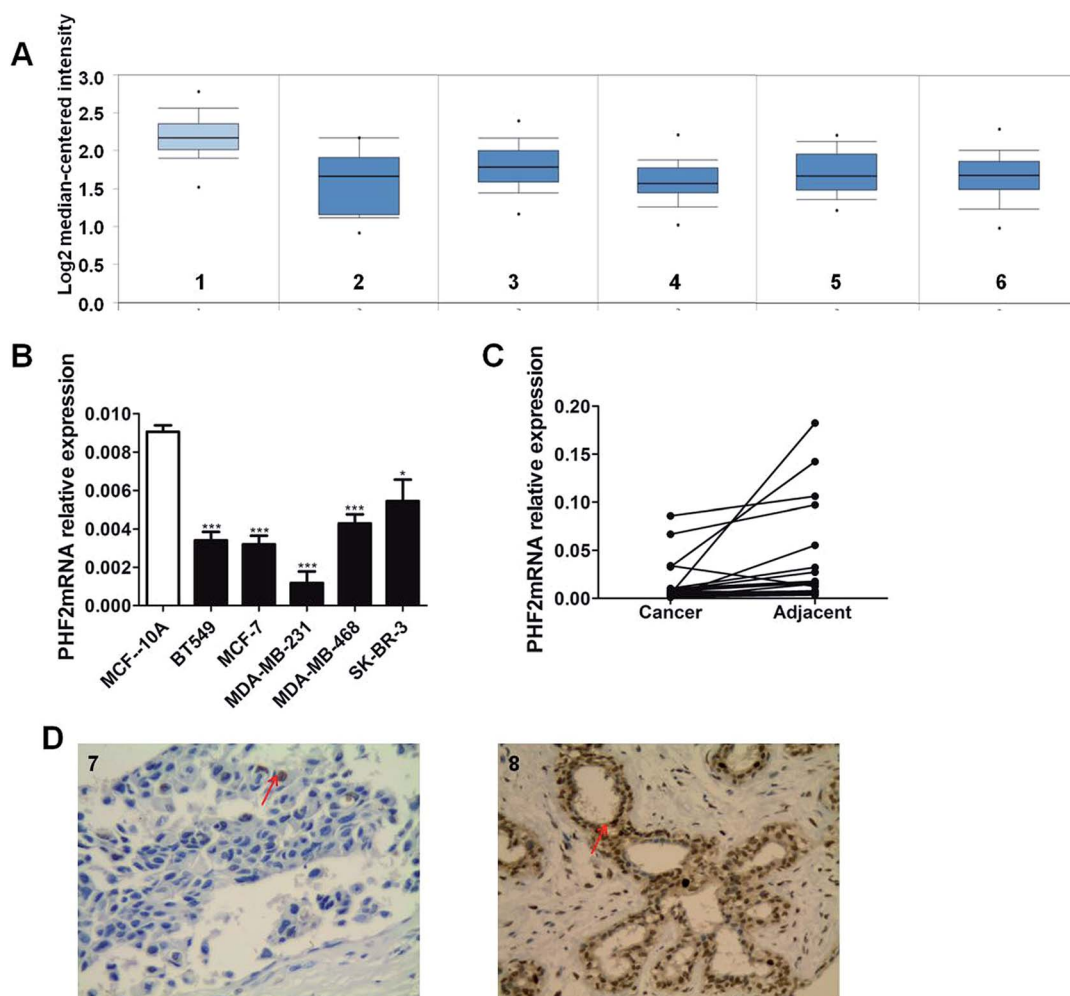 A
Log2 median-centered intensity
3.0
2.5
2.0
1.5
1.0
0.5
0.0
1 2 3 4 5 6
B
PHF2mRNA relative expression
0.010
0.008
0.006
0.004
0.002
0.000
*** *** *** *** *
MCF--10A BT549 MCF-7 MDA-MB-231 MDA-MB-468 SK-BR-3
C
PHF2mRNA relative expression
0.20
0.15
0.10
0.05
0.00
Cancer Adjacent
D
7
8